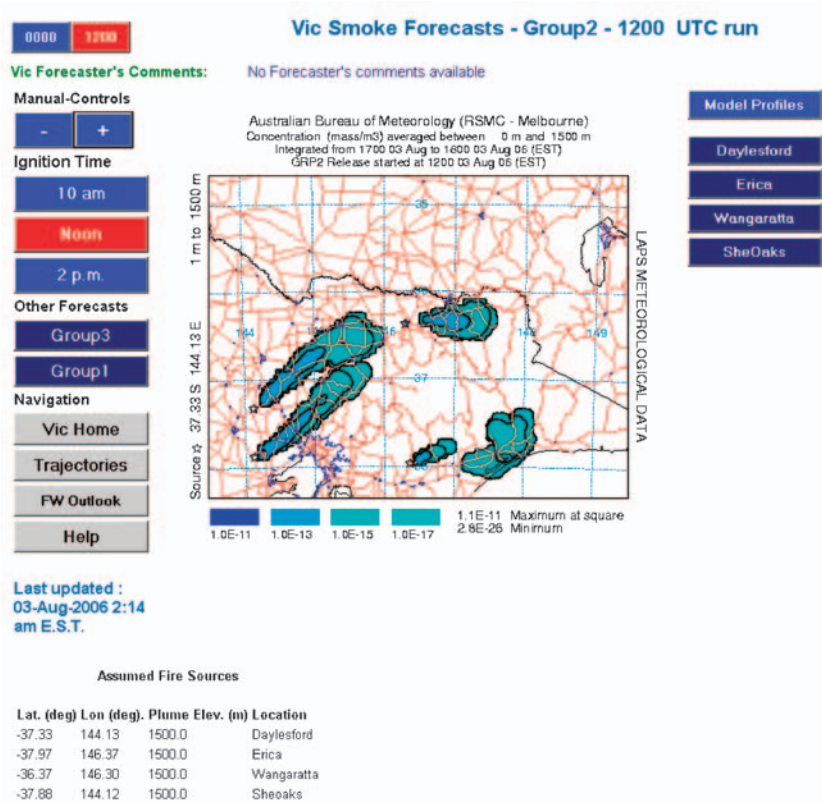 Vic Smoke Forecasts - Group2 - 1200 UTC run
0000 1200
Vic Forecaster's Comments: No Forecaster's comments available
Manual-Controls
- +
Ignition Time
10 am
Noon
2 p.m.
Other Forecasts
Group3
Group1
Navigation
Vic Home
Trajectories
FW Outlook
Help
Last updated :
03-Aug-2006 2:14
am E.S.T.
Australian Bureau of Meteorology (RSMC - Melbourne)
Concentration (mass/m3) averaged between 0 m and 1500 m
Integrated from 1700 03 Aug to 1800 03 Aug 06 (EST)
GRP2 Release started at 1200 03 Aug 06 (EST)
Source ☆ 37.33 S 144.13 E 1 m to 1500 m
35
144
149
37
LAPS METEOROLOGICAL DATA
1.0E-11 1.0E-13 1.0E-15 1.0E-17
1.1E-11 Maximum at square
2.8E-26 Minimum
Model Profiles
Daylesford
Erica
Wangaratta
SheOaks
Assumed Fire Sources
Lat. (deg) Lon (deg). Plume Elev. (m) Location
-37.33 144.13 1500.0 Daylesford
-37.97 146.37 1500.0 Erica
-36.37 146.30 1500.0 Wangaratta
-37.88 144.12 1500.0 Sheoaks